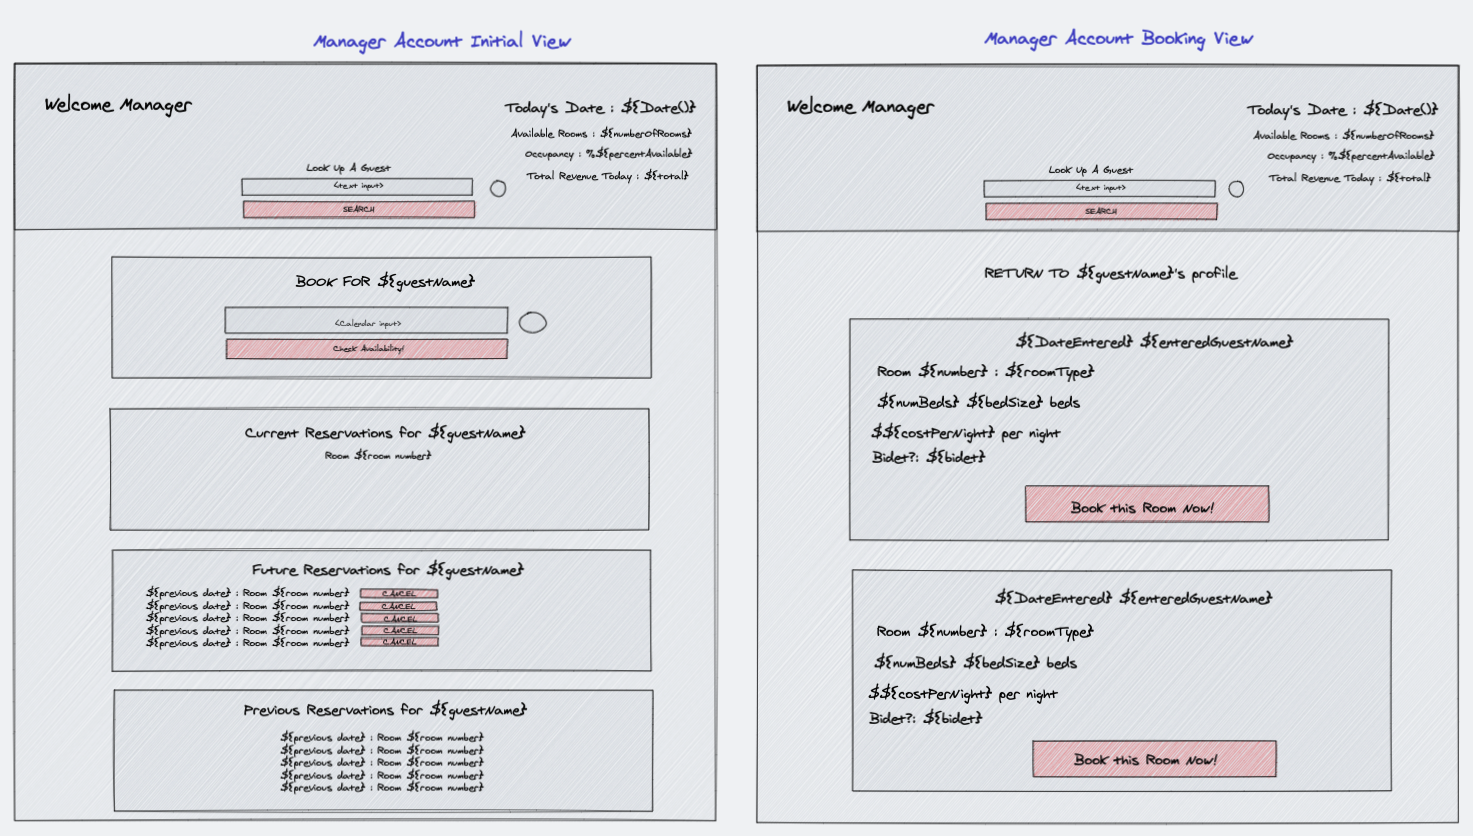 Manager Account Initial View
Welcome Manager
Today's Date : ${Date()}
Available Rooms : ${numberOfRooms}
Occupancy : %${percentAvailable}
Total Revenue Today : ${total}
Look Up A Guest
<text input>
SEARCH
BOOK FOR ${guestName}
<Calendar input>
Check Availability!
Current Reservations for ${guestName}
Room ${room number}
Future Reservations for ${guestName}
${previous date} : Room ${room number} CANCEL
${previous date} : Room ${room number} CANCEL
${previous date} : Room ${room number} CANCEL
${previous date} : Room ${room number} CANCEL
${previous date} : Room ${room number} CANCEL
Previous Reservations for ${guestName}
${previous date} : Room ${room number}
${previous date} : Room ${room number}
${previous date} : Room ${room number}
${previous date} : Room ${room number}
${previous date} : Room ${room number}
Manager Account Booking View
Welcome Manager
Today's Date : ${Date()}
Available Rooms : ${numberOfRooms}
Occupancy : %${percentAvailable}
Total Revenue Today : ${total}
Look Up A Guest
<text input>
SEARCH
RETURN TO ${guestName}'s profile
${DateEntered} ${enteredGuestName}
Room ${number} : ${roomType}
${numBeds} ${bedSize} beds
$${costPerNight} per night
Bidet?: ${bidet}
Book this Room Now!
${DateEntered} ${enteredGuestName}
Room ${number} : ${roomType}
${numBeds} ${bedSize} beds
$${costPerNight} per night
Bidet?: ${bidet}
Book this Room Now!